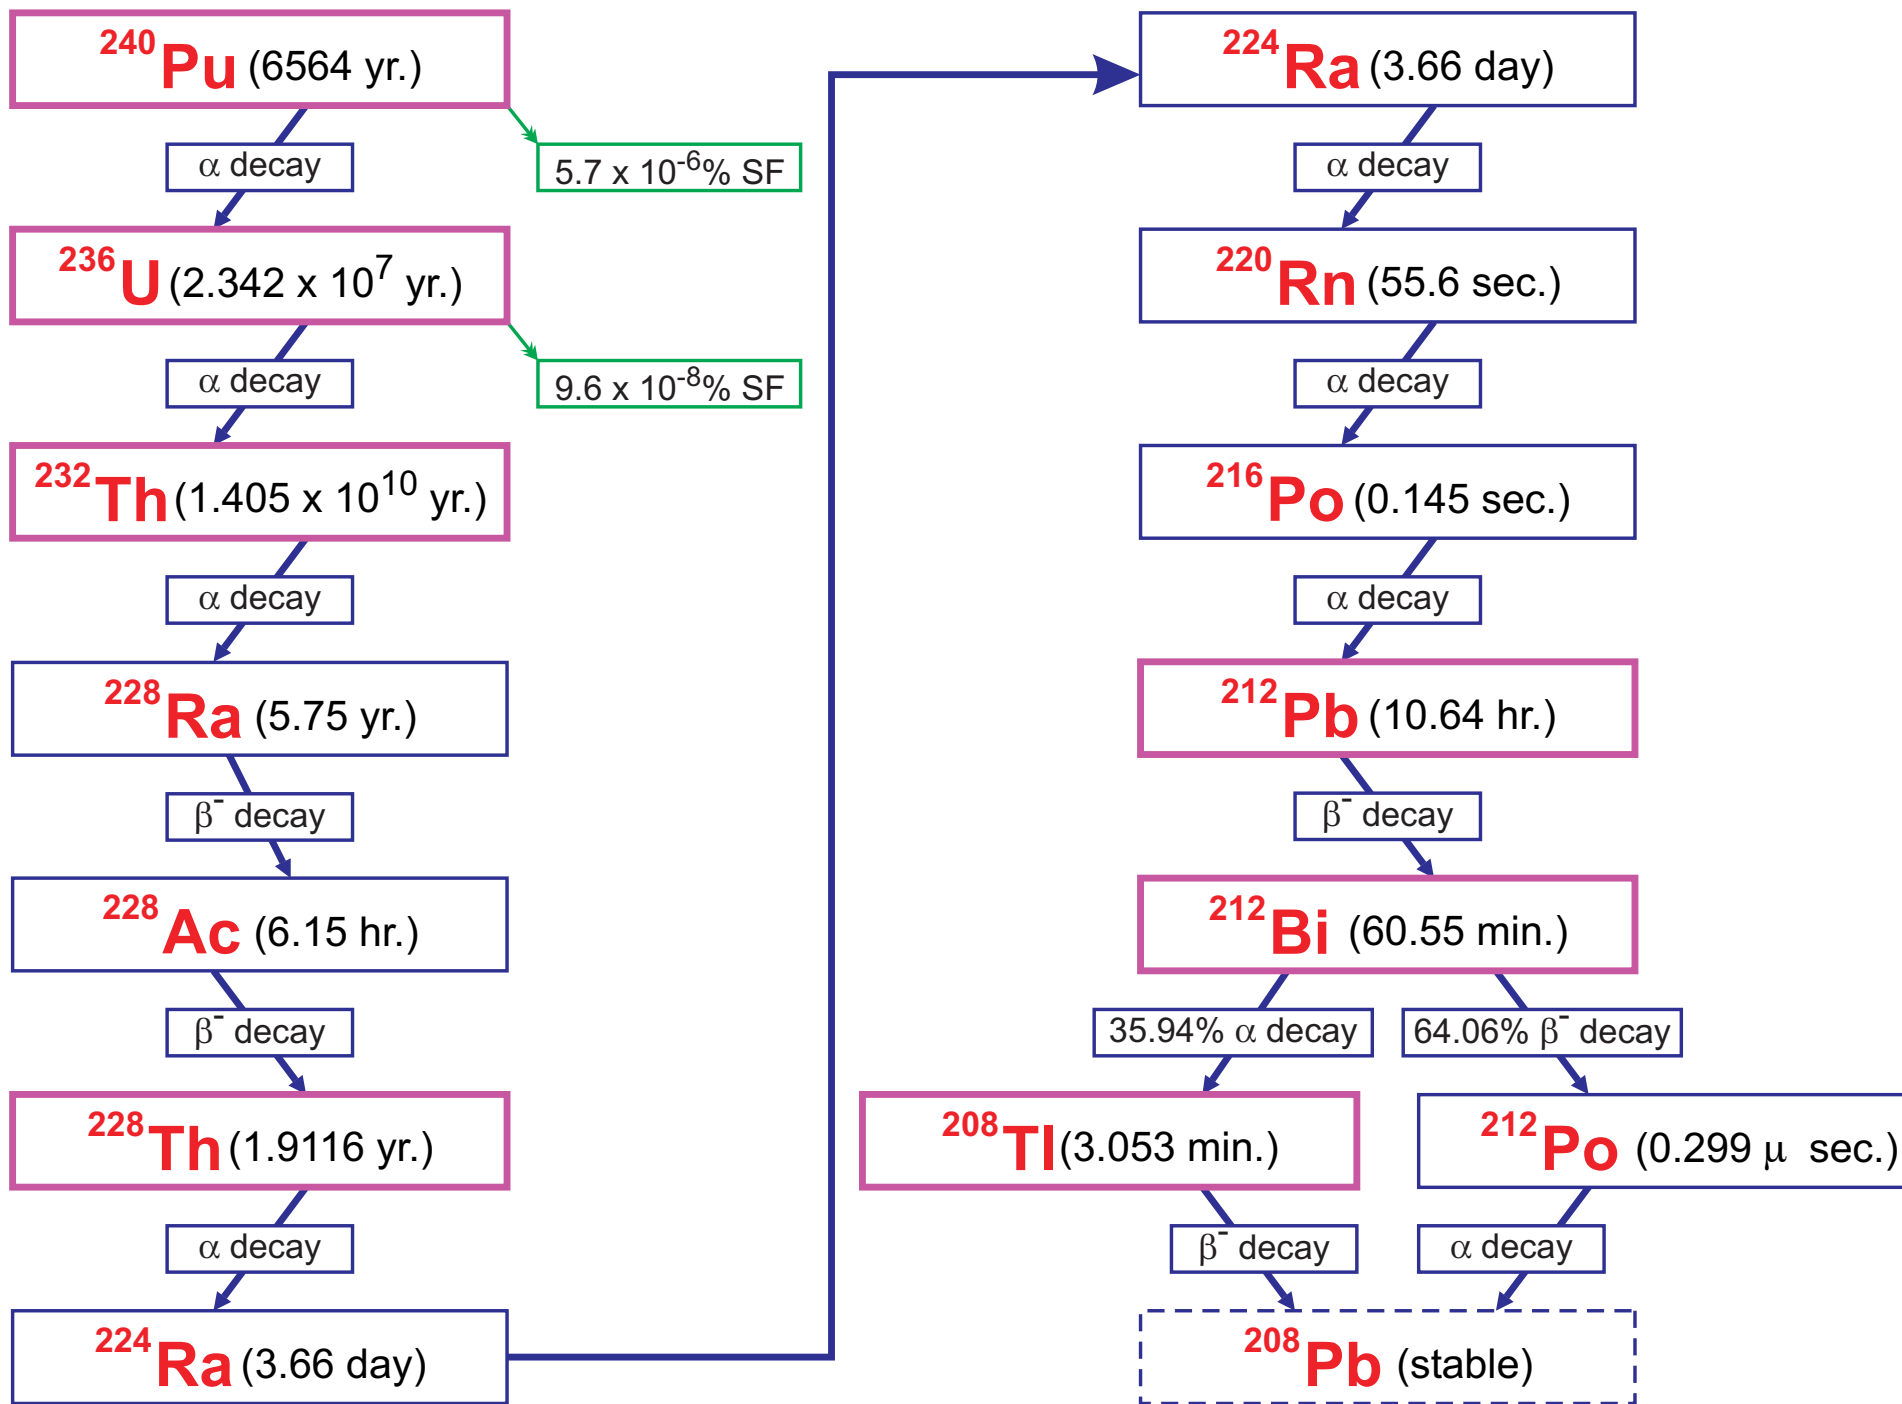 ²⁴⁰Pu (6564 yr.)
α decay
5.7 x 10⁻⁶% SF
²³⁶U (2.342 x 10⁷ yr.)
α decay
9.6 x 10⁻⁸% SF
²³²Th (1.405 x 10¹⁰ yr.)
α decay
²²⁸Ra (5.75 yr.)
β⁻ decay
²²⁸Ac (6.15 hr.)
β⁻ decay
²²⁸Th (1.9116 yr.)
α decay
²²⁴Ra (3.66 day)
²²⁴Ra (3.66 day)
α decay
²²⁰Rn (55.6 sec.)
α decay
²¹⁶Po (0.145 sec.)
α decay
²¹²Pb (10.64 hr.)
β⁻ decay
²¹²Bi (60.55 min.)
35.94% α decay
64.06% β⁻ decay
²⁰⁸Tl (3.053 min.)
²¹²Po (0.299 μ sec.)
β⁻ decay
α decay
²⁰⁸Pb (stable)